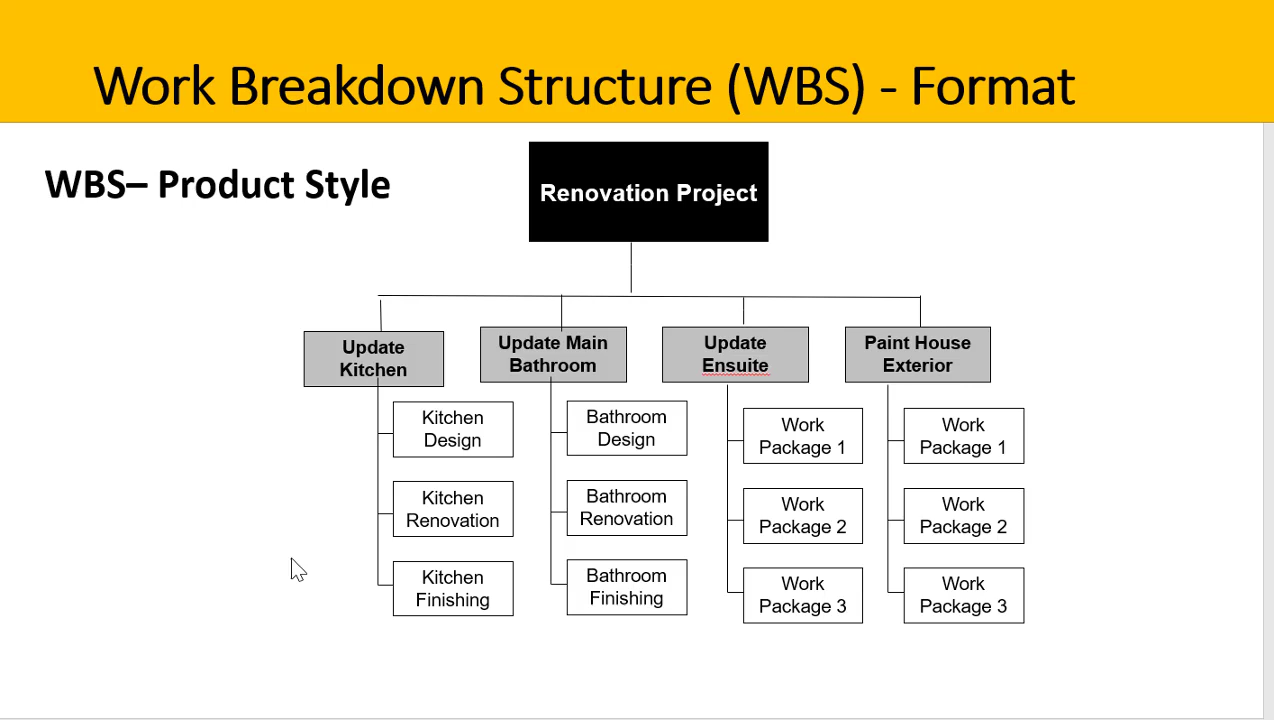 Work Breakdown Structure (WBS) - Format
WBS– Product Style
Renovation Project
Update
Kitchen
Update Main
Bathroom
Update
Ensuite
Paint House
Exterior
Kitchen
Design
Bathroom
Design
Work
Package 1
Work
Package 1
Kitchen
Renovation
Bathroom
Renovation
Work
Package 2
Work
Package 2
Kitchen
Finishing
Bathroom
Finishing
Work
Package 3
Work
Package 3